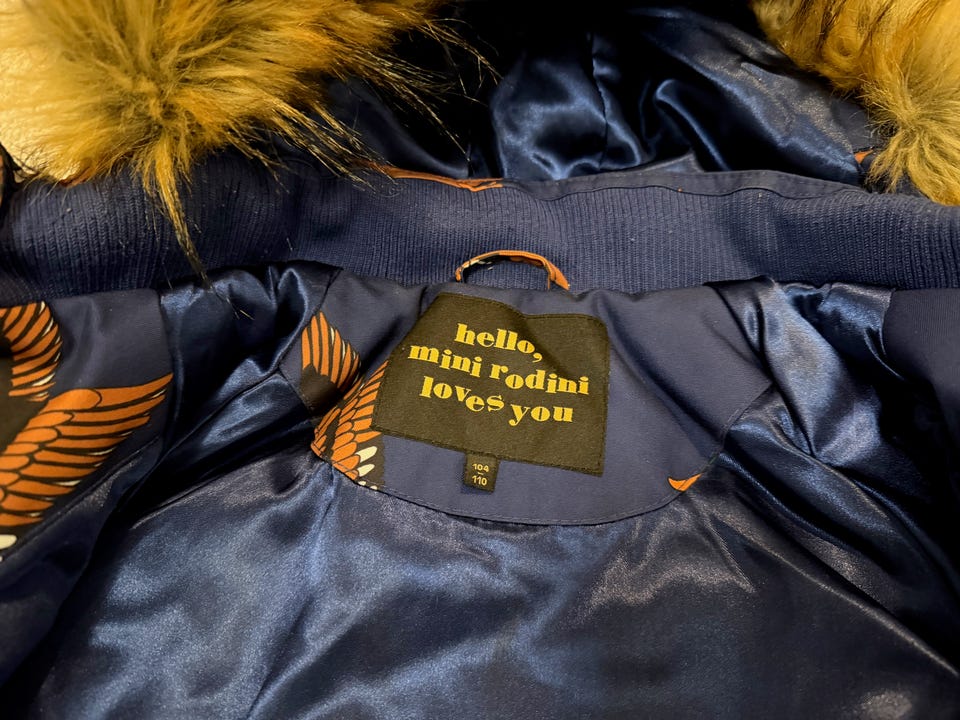 hello,
mini rodini
loves you
104
–
110